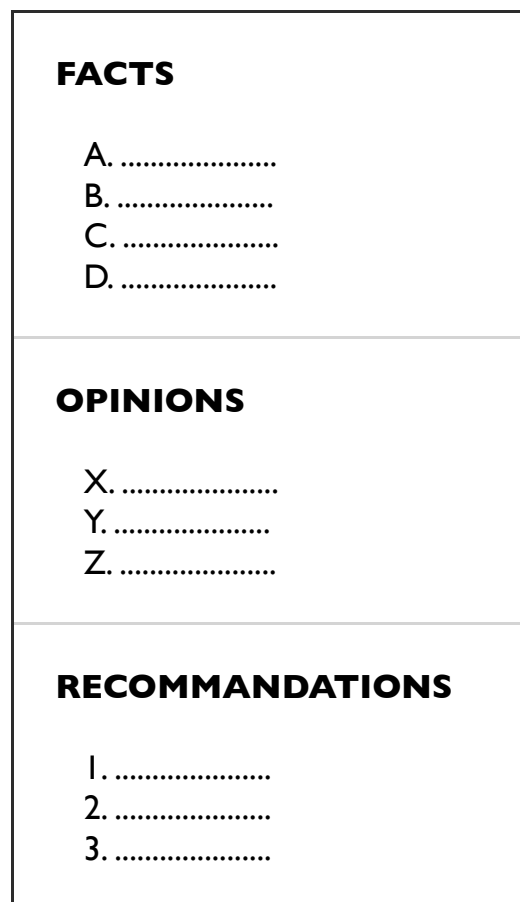 FACTS
A. .....................
B. .....................
C. .....................
D. .....................
OPINIONS
X. .....................
Y. .....................
Z. .....................
RECOMMANDATIONS
1. .....................
2. .....................
3. .....................